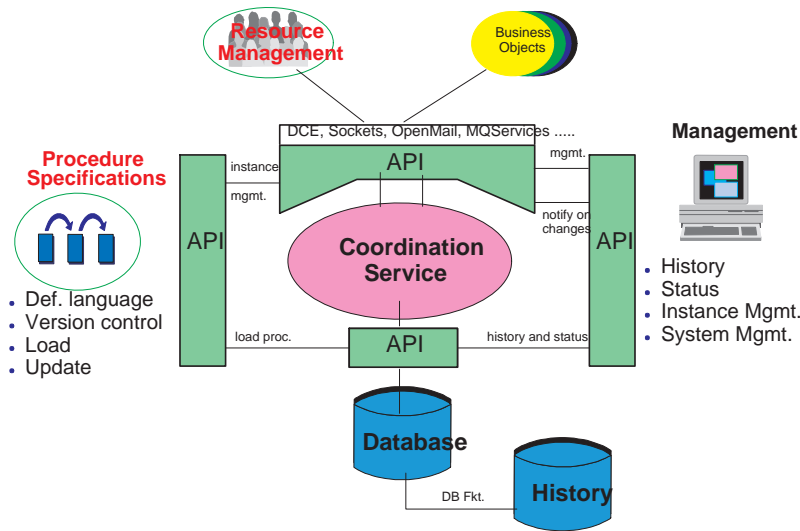 Resource
Management
Business
Objects
DCE, Sockets, OpenMail, MQServices .....
API
Procedure
Specifications
instance
mgmt.
API
mgmt.
notify on
changes
API
Management
Coordination
Service
• Def. language
• Version control
• Load
• Update
• History
• Status
• Instance Mgmt.
• System Mgmt.
load proc.
API
history and status
Database
DB Fkt.
History